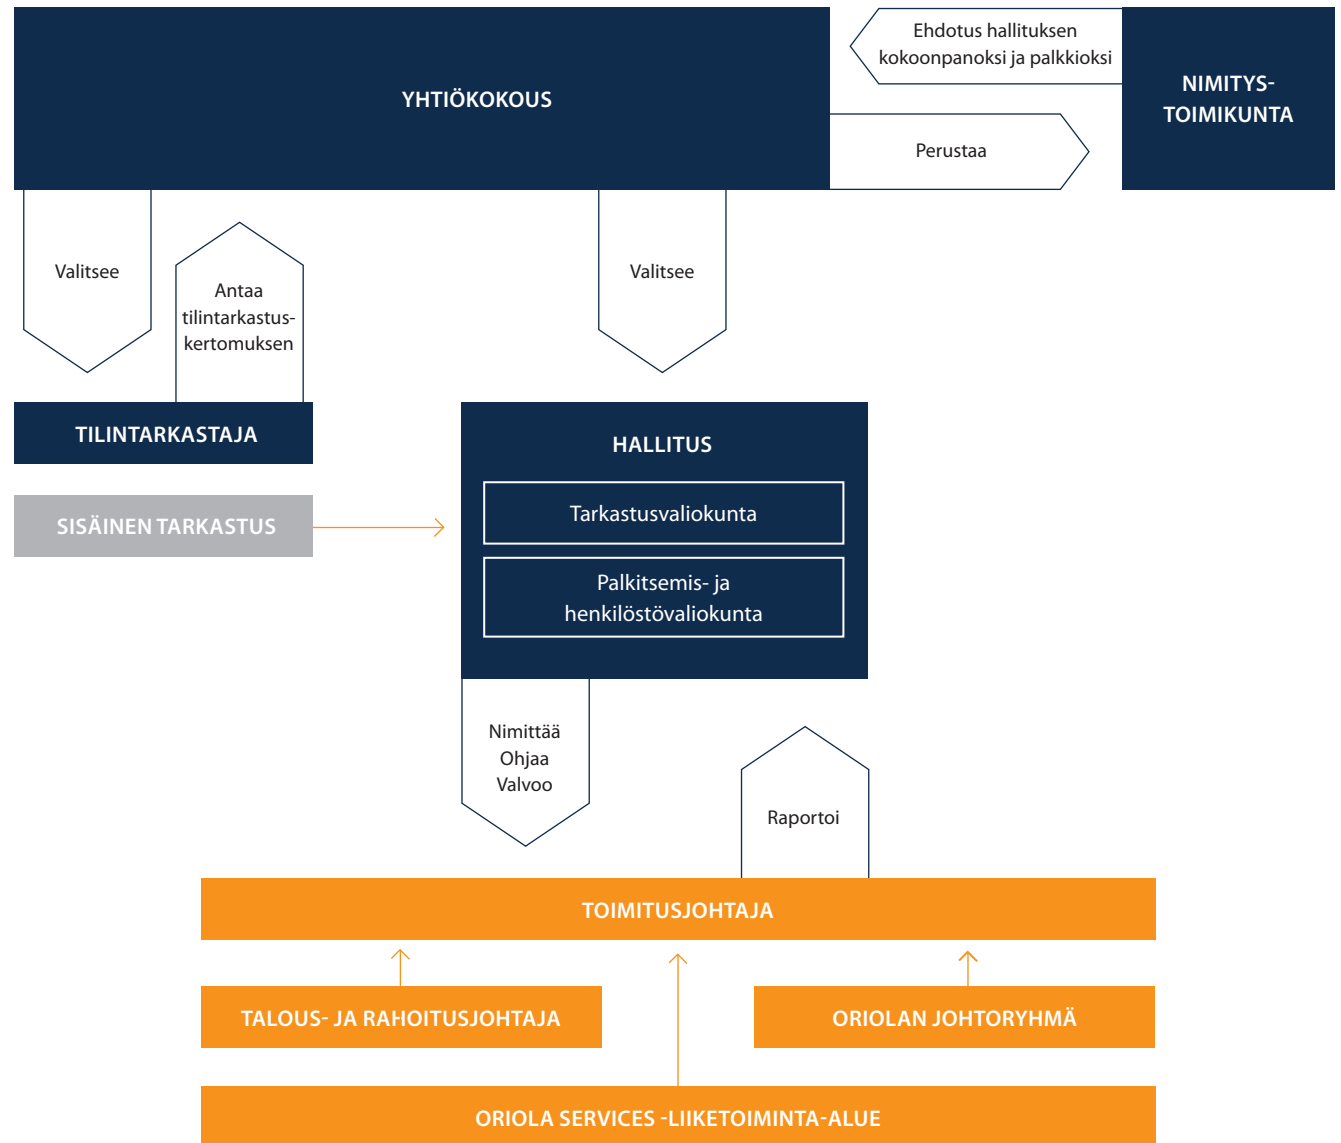 Ehdotus hallituksen
kokoonpanoksi ja palkkioksi
YHTIÖKOKOUS
NIMITYS-
TOIMIKUNTA
Perustaa
Valitsee
Antaa
tilintarkastus-
kertomuksen
Valitsee
TILINTARKASTAJA
HALLITUS
SISÄINEN TARKASTUS
Tarkastusvaliokunta
Palkitsemis- ja
henkilöstövaliokunta
Nimittää
Ohjaa
Valvoo
Raportoi
TOIMITUSJOHTAJA
TALOUS- JA RAHOITUSJOHTAJA
ORIOLAN JOHTORYHMÄ
ORIOLA SERVICES -LIIKETOIMINTA-ALUE